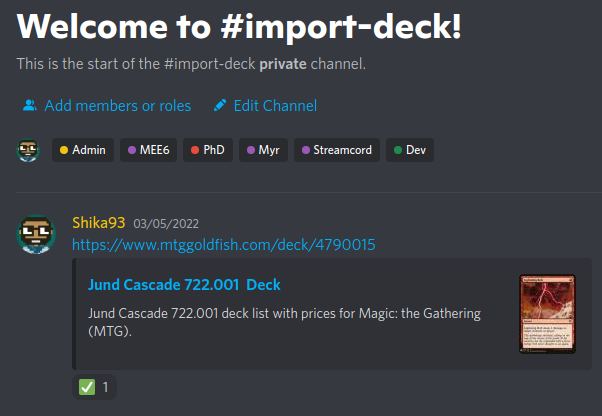 Welcome to #import-deck!
This is the start of the #import-deck private channel.
Add members or roles Edit Channel
Admin MEE6 PhD Myr Streamcord Dev
Shika93 03/05/2022
https://www.mtggoldfish.com/deck/4790015
Jund Cascade 722.001 Deck
Jund Cascade 722.001 deck list with prices for Magic: the Gathering
(MTG).
1